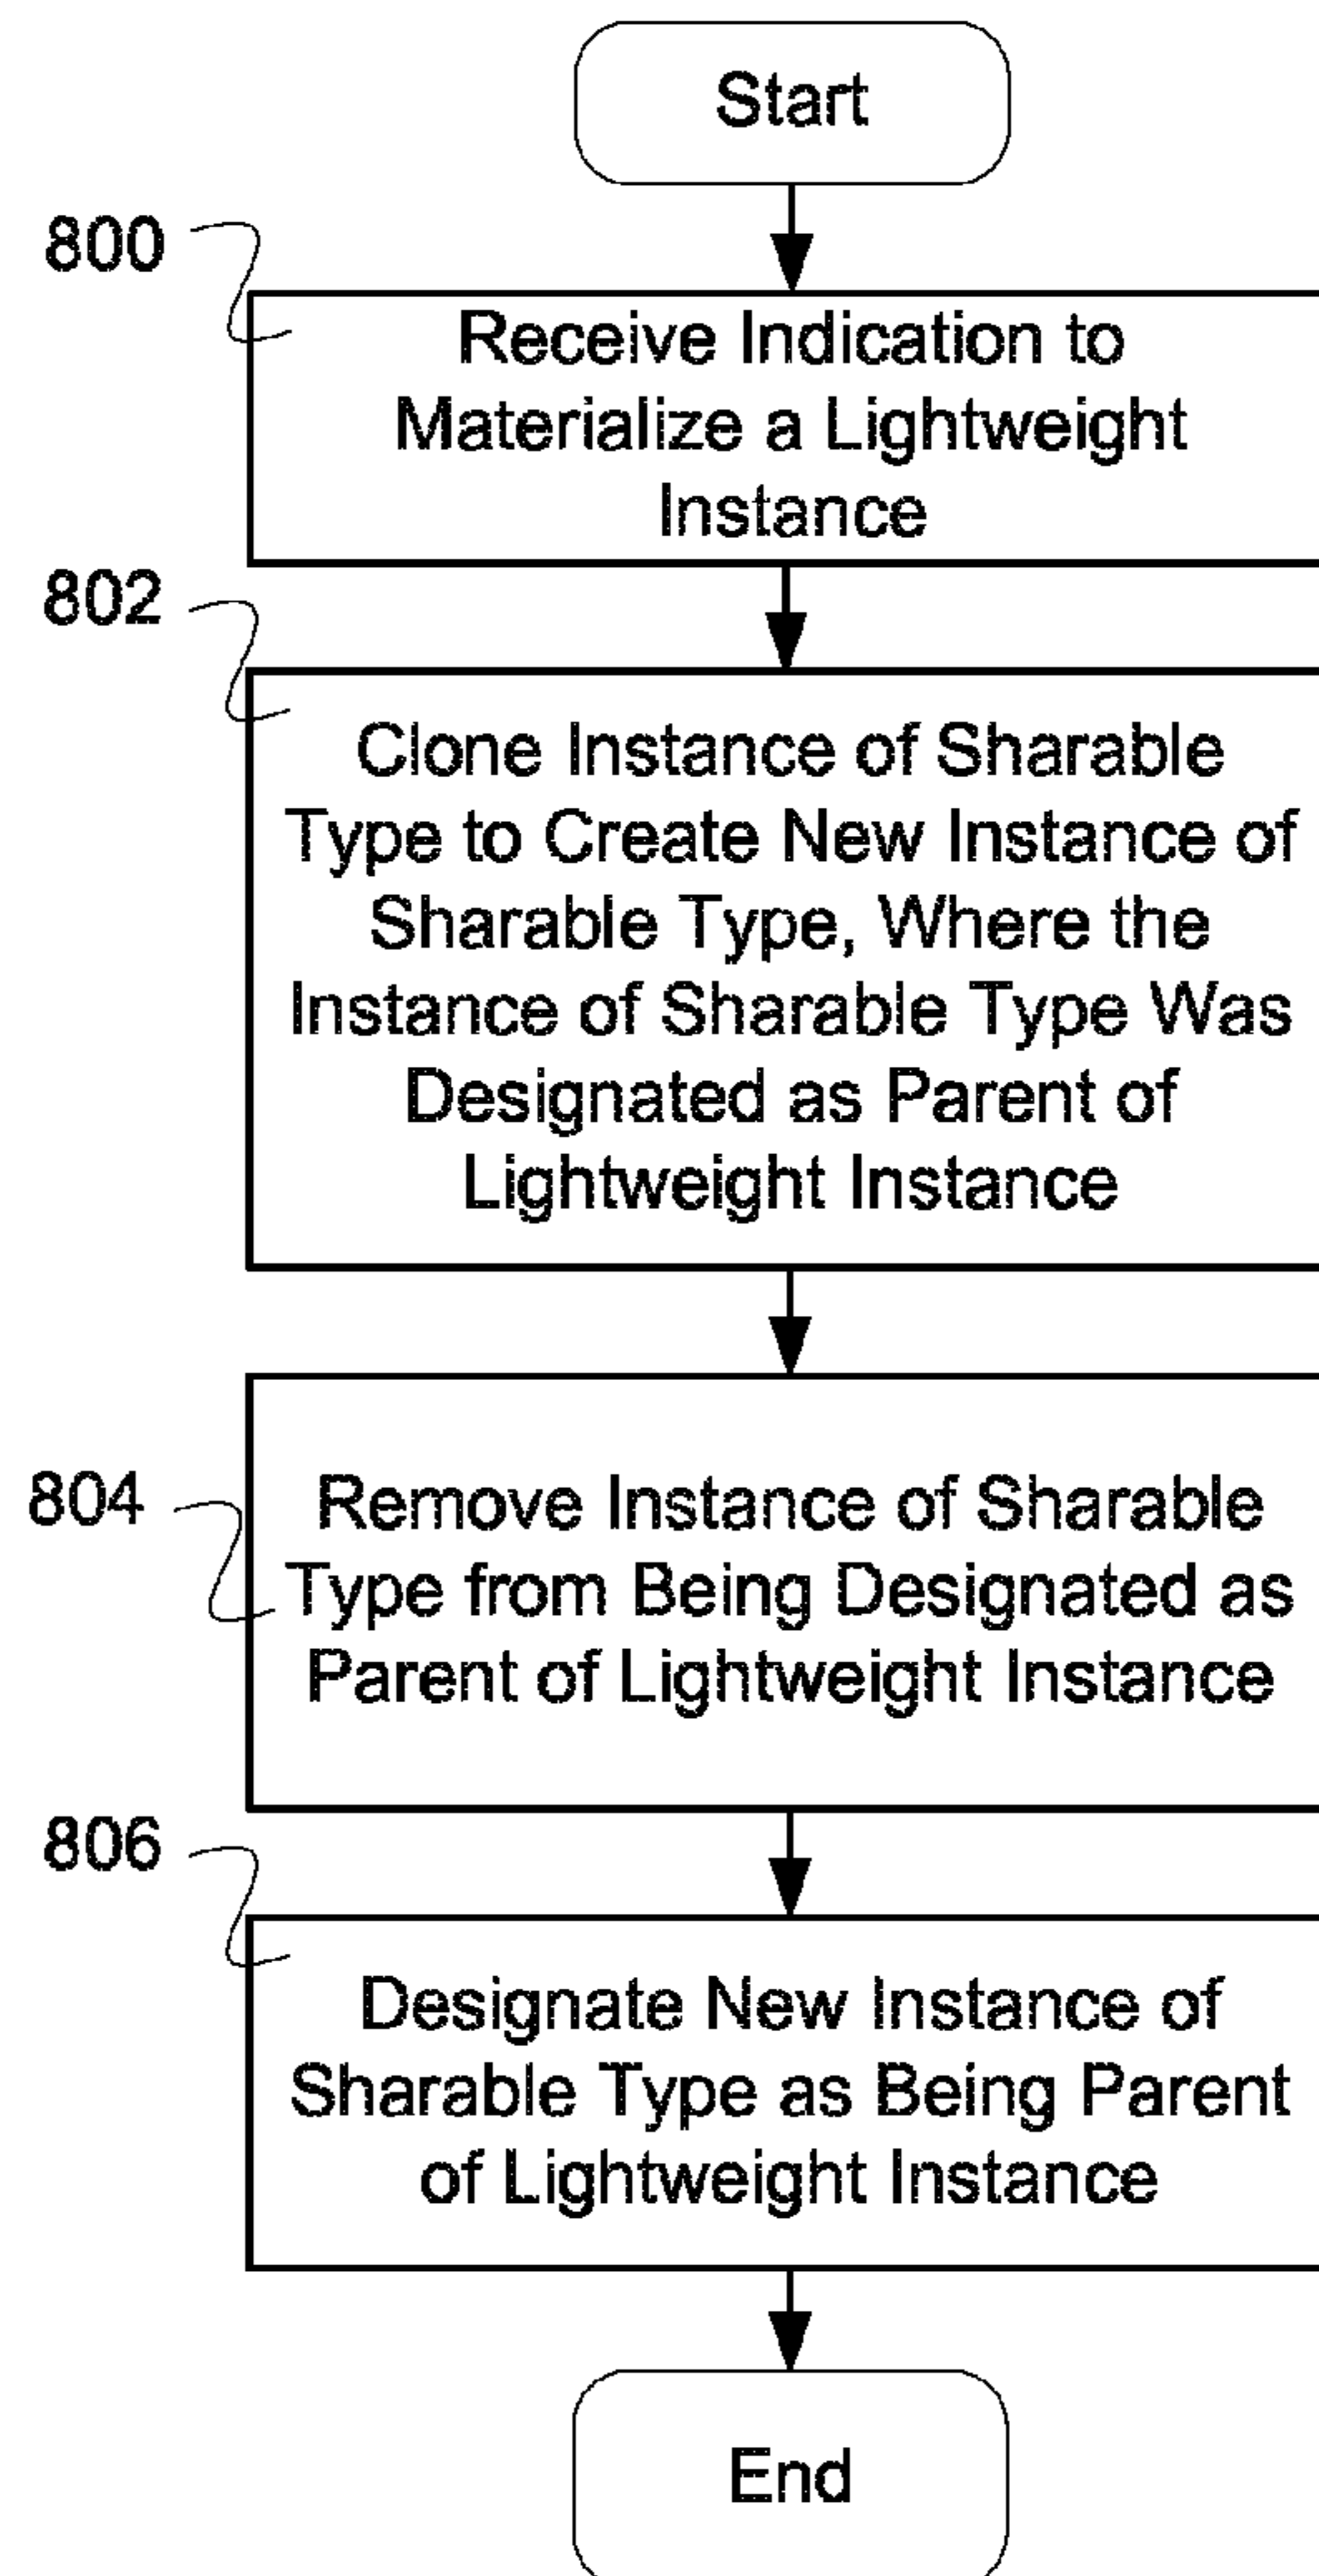 Start
800
Receive Indication to
Materialize a Lightweight
Instance
802
Clone Instance of Sharable
Type to Create New Instance of
Sharable Type, Where the
Instance of Sharable Type Was
Designated as Parent of
Lightweight Instance
804
Remove Instance of Sharable
Type from Being Designated as
Parent of Lightweight Instance
806
Designate New Instance of
Sharable Type as Being Parent
of Lightweight Instance
End